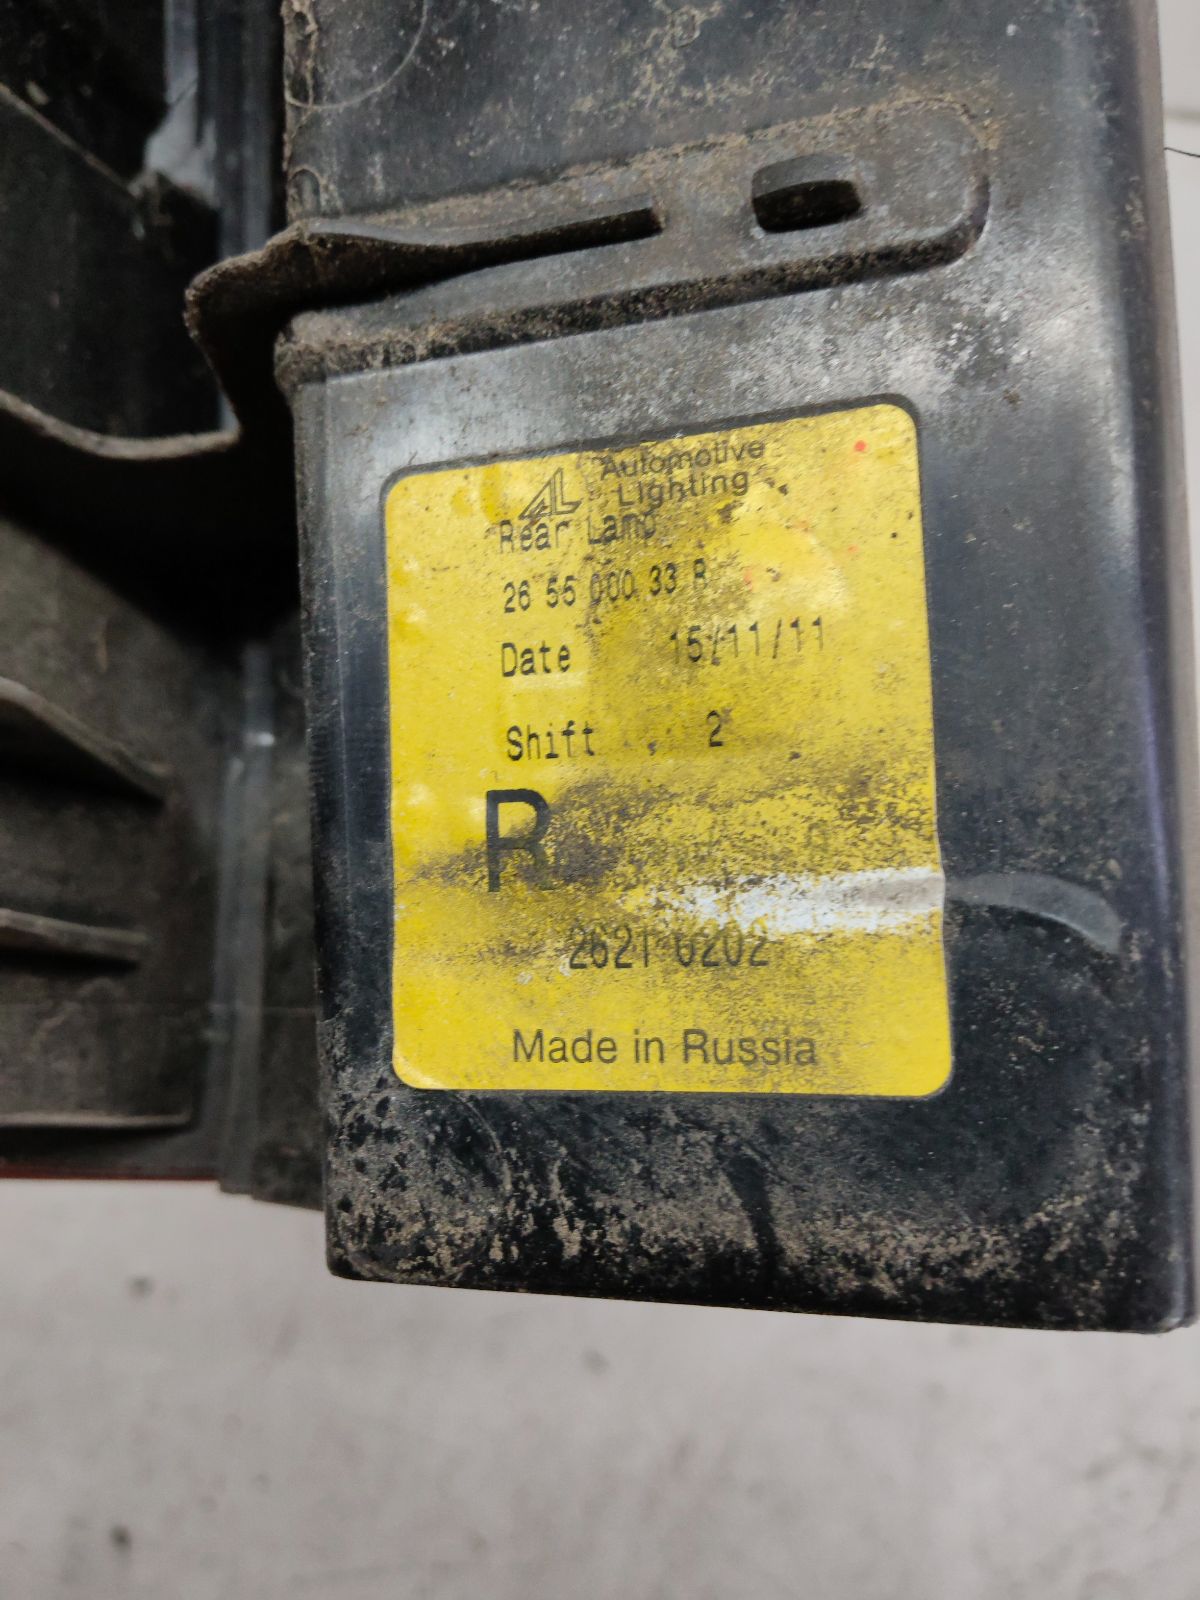 AL Automotive
Lighting
Rear Lamp
26 55 000 33 R
Date 15/11/11
Shift 2
R
2621 0202
Made in Russia